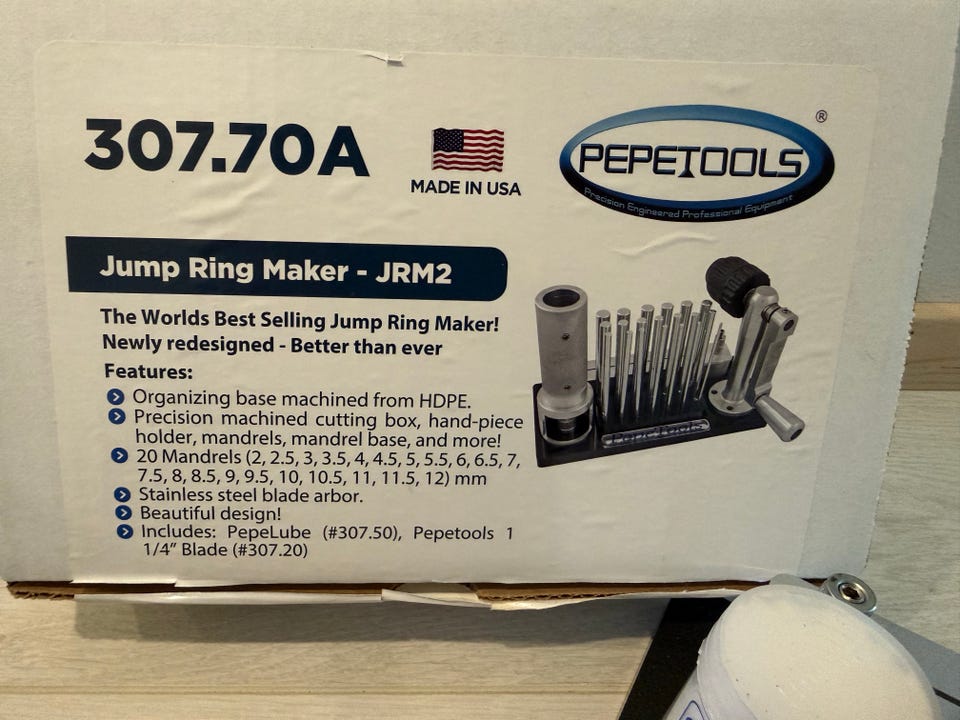 307.70A
MADE IN USA
PEPETOOLS
®
Precision Engineered Professional Equipment
Jump Ring Maker - JRM2
The Worlds Best Selling Jump Ring Maker!
Newly redesigned - Better than ever
Features:
Organizing base machined from HDPE.
Precision machined cutting box, hand-piece
holder, mandrels, mandrel base, and more!
20 Mandrels (2, 2.5, 3, 3.5, 4, 4.5, 5, 5.5, 6, 6.5, 7,
7.5, 8, 8.5, 9, 9.5, 10, 10.5, 11, 11.5, 12) mm
Stainless steel blade arbor.
Beautiful design!
Includes: PepeLube (#307.50), Pepetools 1
1/4” Blade (#307.20)
PEPETOOLS